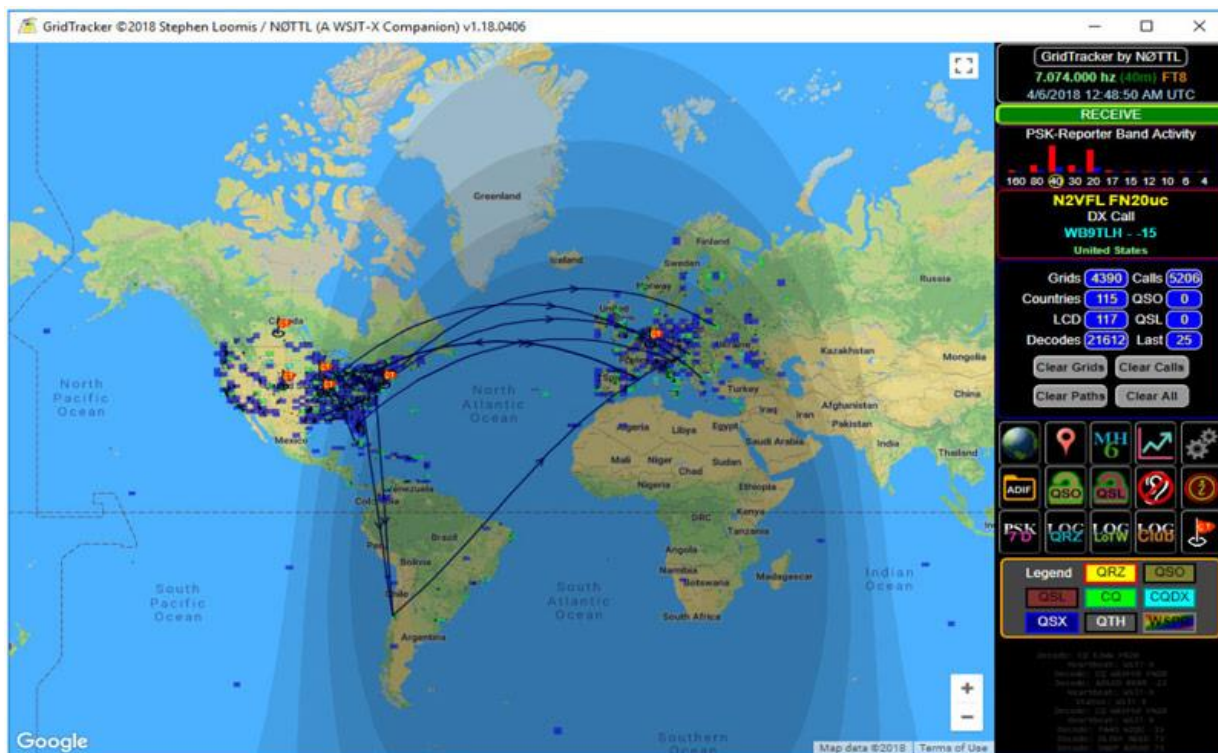 GridTracker ©2018 Stephen Loomis / NØTTL (A WSJT-X Companion) v1.18.0406
GridTracker by NØTTL
7.074.000 hz (40m) FT8
4/6/2018 12:48:50 AM UTC
RECEIVE
PSK-Reporter Band Activity
160 80 40 30 20 17 15 12 10 6 4
N2VFL FN20uc
DX Call
WB9TLH - -15
United States
Grids 4390 Calls 5206
Countries 115 QSO 0
LCD 117 QSL 0
Decodes 21612 Last 25
Clear Grids Clear Calls
Clear Paths Clear All
MH
6
ADIF QSO QSL
PSK LOG LOG LOG
7 D QRZ LoTW Club
Legend QRZ QSO
QSL CQ CQDX
QSX QTH WSPR
Greenland
Iceland
Finland
Sweden
Norway
Russia
Canada
Ukraine
Kazakhstan
Mongolia
North
Pacific
Ocean
North
Atlantic
Ocean
Turkey
China
Mexico
Algeria Libya Egypt
Iraq Iran
Afghanistan
Pakistan
Saudi Arabia
India
Thailand
Mali Niger Sudan
Chad
Nigeria
Ethiopia
Venezuela
Colombia
DRC
Kenya
Tanzania
Peru
Brazil
Bolivia
Angola
Namibia
Botswana
Madagascar
Indian
Ocean
South
Pacific
Ocean
Chile
South
Atlantic
Ocean
South Africa
Argentina
Southern
Ocean
+
−
Google
Map data ©2018 Terms of Use